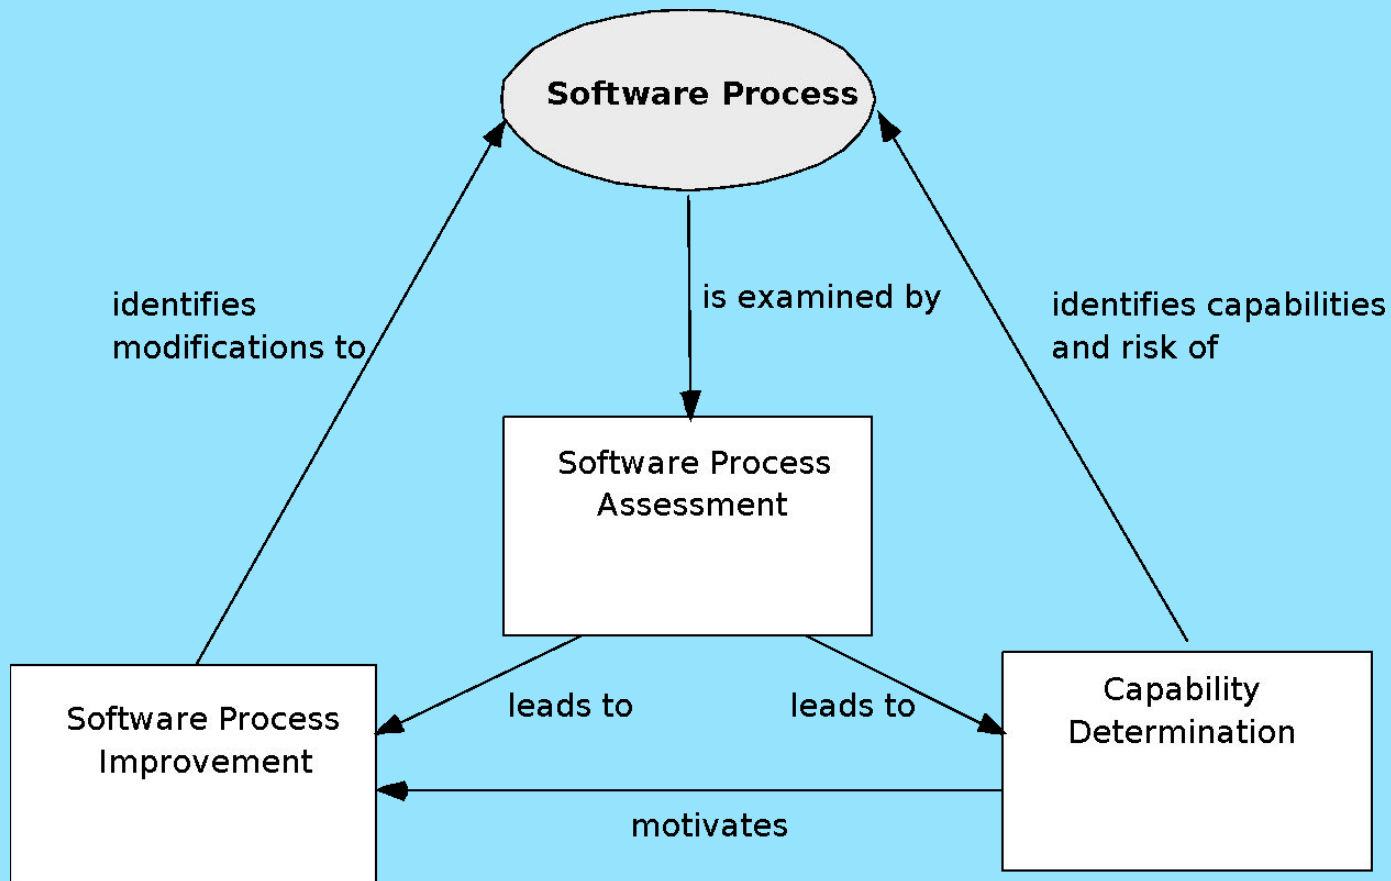 Software Process
identifies
modifications to
is examined by
identifies capabilities
and risk of
Software Process
Assessment
leads to
leads to
Software Process
Improvement
Capability
Determination
motivates